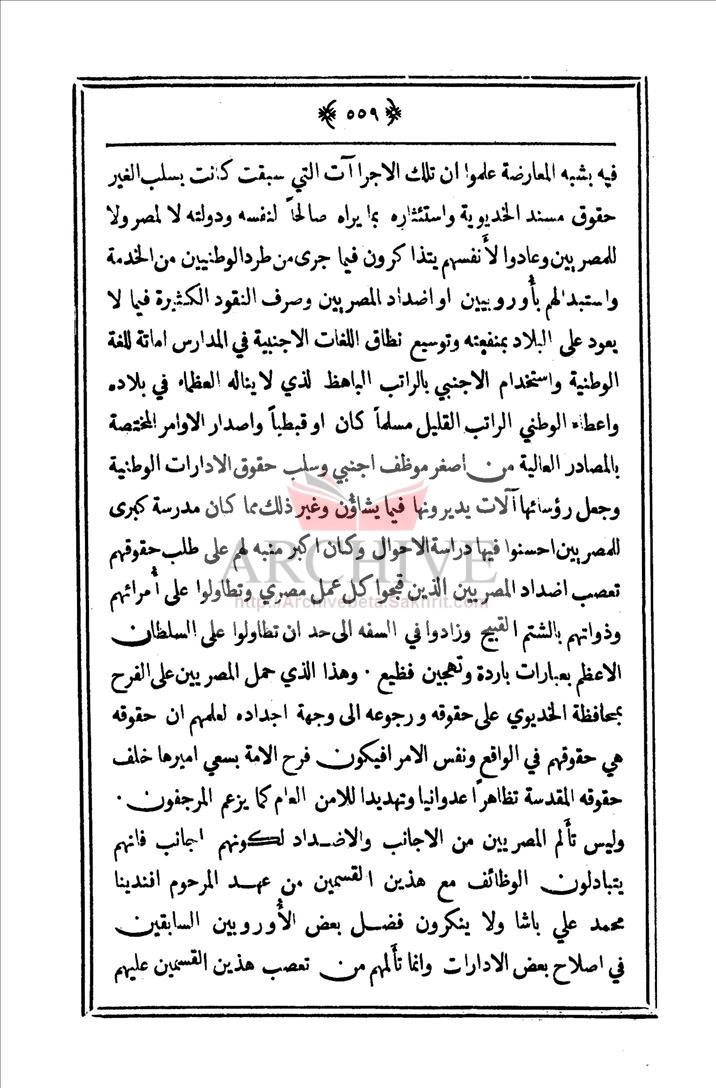 ﴿ ٥٥٩ ﴾
فيه بشبه المعارضة علموا ان تلك الاجراآت التي سبقت كانت بسلب الغير
حقوق مسند الخديوية واستئثاره بما يراه صالحاً لنفسه ودولته لا لمصر ولا
للمصريين وعادوا لأنفسهم يتذاكرون فيما جرى من طرد الوطنيين من الخدمة
واستبدالهم بأوروبيين او اضداد المصريين وصرف النقود الكثيرة فيما لا
يعود على البلاد بمنفعته وتوسيع نطاق اللغات الاجنبية في المدارس اماتة للغة
الوطنية واستخدام الاجنبي بالراتب الباهظ لذي لا يناله العظماء في بلاده
واعطاء الوطني الراتب القليل مسلماً كان او قبطياً واصدار الاوامر المختصة
بالمصادر العالية من اصغر موظف اجنبي وسلب حقوق الادارات الوطنية
وجعل رؤسائها آلات يديرونها فيما يشاؤن وغير ذلك مما كان مدرسة كبرى
للمصريين احسنوا فيها دراسة الاحوال وكان اكبر منبه لهم على طلب حقوقهم
ARCHIVE
تعصب اضداد المصريين الذين قبحوا كل عمل مصري وتطاولوا على أمرائهم
http://Archivebeta.Sakhrit.com
وذواتهم بالشتم القبيح وزادوا في السفه الى حد ان تطاولوا على السلطان
الاعظم بعبارات باردة وتهجين فظيع . وهذا الذي حمل المصريين على الفرح
بمحافظة الخديوي على حقوقه ورجوعه الى وجهة اجداده لعلمهم ان حقوقه
هي حقوقهم في الواقع ونفس الامر افيكون فرح الامة بسعي اميرها خلف
حقوقه المقدسة تظاهراً عدوانيا وتهديدا للامن العام كما يزعم المرجفون .
وليس تألم المصريين من الاجانب والاضداد لكونهم اجانب فانهم
يتبادلون الوظائف مع هذين القسمين من عهد المرحوم افندينا
محمد علي باشا ولا ينكرون فضل بعض الأوروبيين السابقين
في اصلاح بعض الادارات وانما تألمهم من تعصب هذين القسمين عليهم